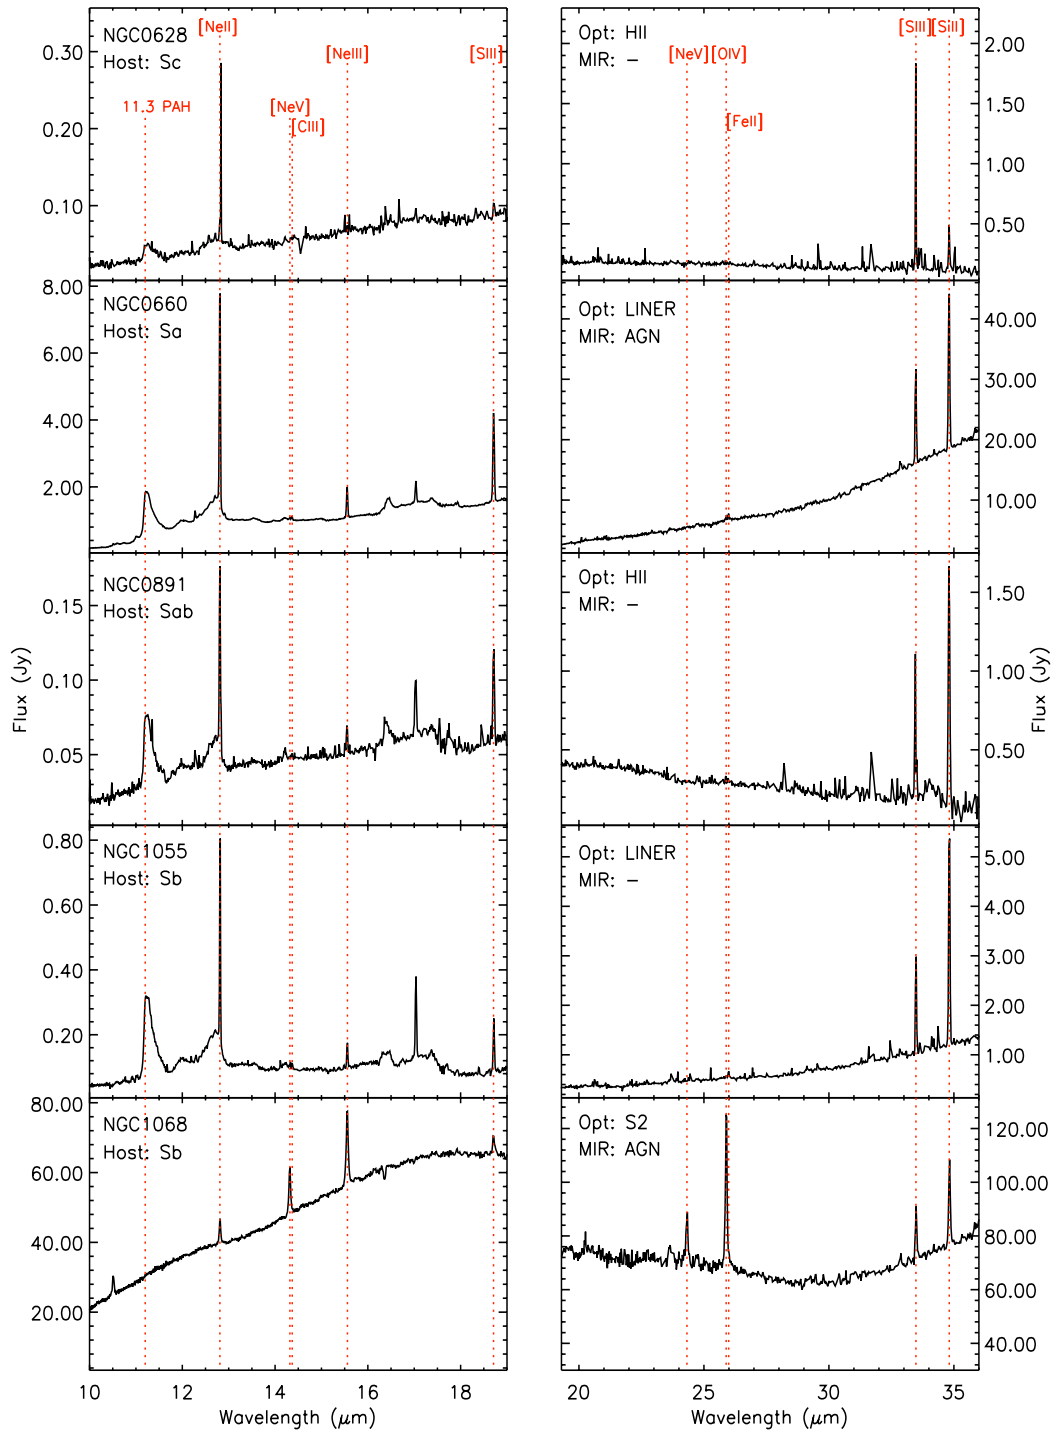 NGC0628
Host: Sc
[NeII]
[NeIII]
[SIII]
11.3 PAH
[NeV]
[ClII]
0.30
0.20
0.10
Opt: HII
MIR: –
[SIII]
[SiII]
[NeV]
[OIV]
[FeII]
2.00
1.50
1.00
0.50
NGC0660
Host: Sa
8.00
6.00
4.00
2.00
Opt: LINER
MIR: AGN
40.00
30.00
20.00
10.00
NGC0891
Host: Sab
0.15
0.10
0.05
Flux (Jy)
Opt: HII
MIR: –
1.50
1.00
0.50
Flux (Jy)
NGC1055
Host: Sb
0.80
0.60
0.40
0.20
Opt: LINER
MIR: –
5.00
4.00
3.00
2.00
1.00
NGC1068
Host: Sb
80.00
60.00
40.00
20.00
Opt: S2
MIR: AGN
120.00
100.00
80.00
60.00
40.00
10 12 14 16 18
Wavelength (μm)
20 25 30 35
Wavelength (μm)